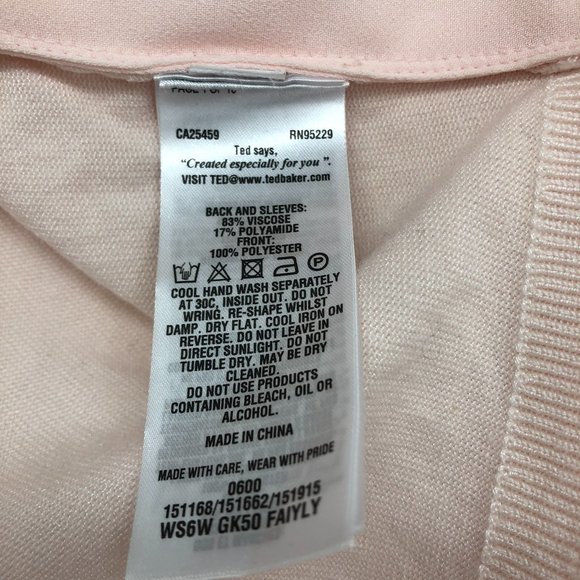 PAGE 1 OF 10
CA25459 RN95229
Ted says,
"Created especially for you".
VISIT TED@www.tedbaker.com
BACK AND SLEEVES:
83% VISCOSE
17% POLYAMIDE
FRONT:
100% POLYESTER
P
COOL HAND WASH SEPARATELY
AT 30C, INSIDE OUT. DO NOT
WRING. RE-SHAPE WHILST
DAMP. DRY FLAT. COOL IRON ON
REVERSE. DO NOT LEAVE IN
DIRECT SUNLIGHT. DO NOT
TUMBLE DRY. MAY BE DRY
CLEANED.
DO NOT USE PRODUCTS
CONTAINING BLEACH, OIL OR
ALCOHOL.
MADE IN CHINA
MADE WITH CARE, WEAR WITH PRIDE
0600
151168/151662/151915
WS6W GK50 FAIYLY